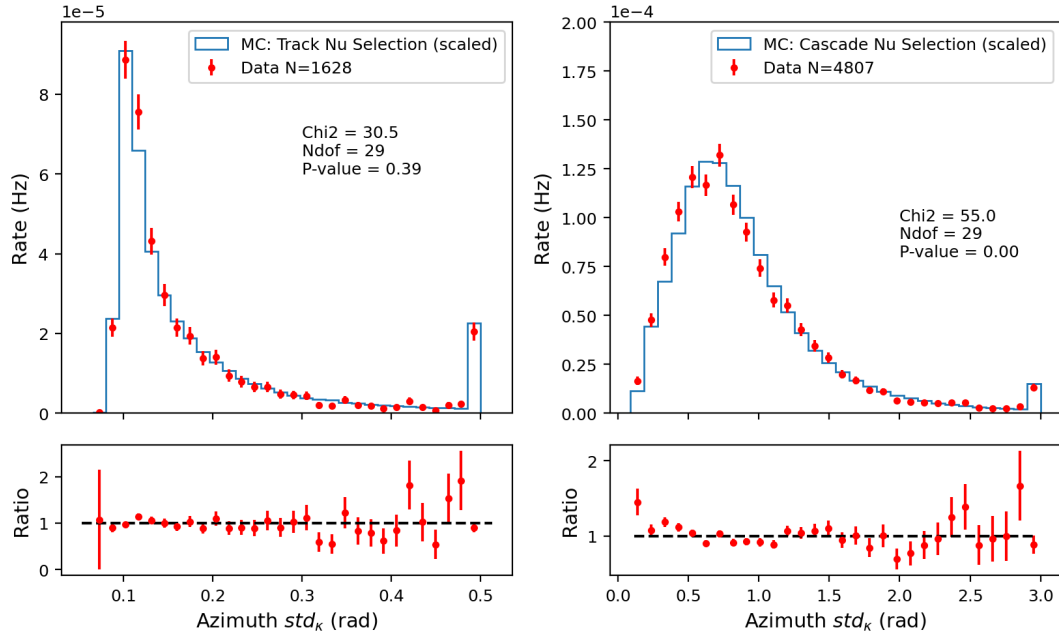 1e−5
MC: Track Nu Selection (scaled)
Data N=1628
Chi2 = 30.5
Ndof = 29
P-value = 0.39
Rate (Hz)
8
6
4
2
0
Ratio
2
1
0
0.1 0.2 0.3 0.4 0.5
Azimuth std_κ (rad)
1e−4
MC: Cascade Nu Selection (scaled)
Data N=4807
Chi2 = 55.0
Ndof = 29
P-value = 0.00
Rate (Hz)
2.00
1.75
1.50
1.25
1.00
0.75
0.50
0.25
0.00
Ratio
2
1
0.0 0.5 1.0 1.5 2.0 2.5 3.0
Azimuth std_κ (rad)